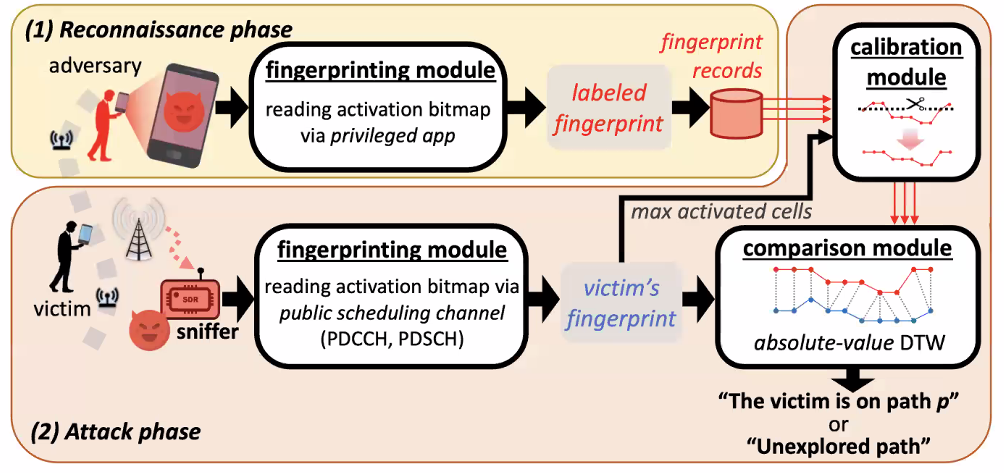 (1) Reconnaissance phase
adversary
fingerprinting module
reading activation bitmap
via privileged app
labeled
fingerprint
fingerprint
records
calibration
module
max activated cells
victim
SDR
sniffer
fingerprinting module
reading activation bitmap via
public scheduling channel
(PDCCH, PDSCH)
victim's
fingerprint
comparison module
absolute-value DTW
“The victim is on path p”
or
“Unexplored path”
(2) Attack phase